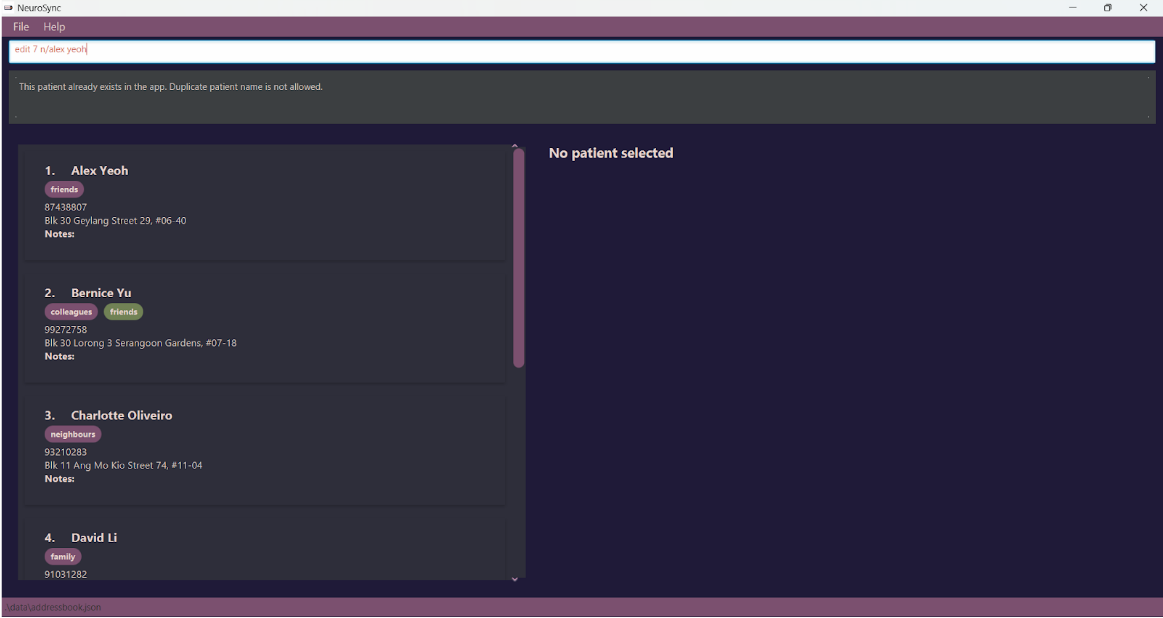 NeuroSync
File Help
edit 7 n/alex yeoh
This patient already exists in the app. Duplicate patient name is not allowed.
No patient selected
1. Alex Yeoh
friends
87438807
Blk 30 Geylang Street 29, #06-40
Notes:
2. Bernice Yu
colleagues friends
99272758
Blk 30 Lorong 3 Serangoon Gardens, #07-18
Notes:
3. Charlotte Oliveiro
neighbours
93210283
Blk 11 Ang Mo Kio Street 74, #11-04
Notes:
4. David Li
family
91031282
.\data\addressbook.json